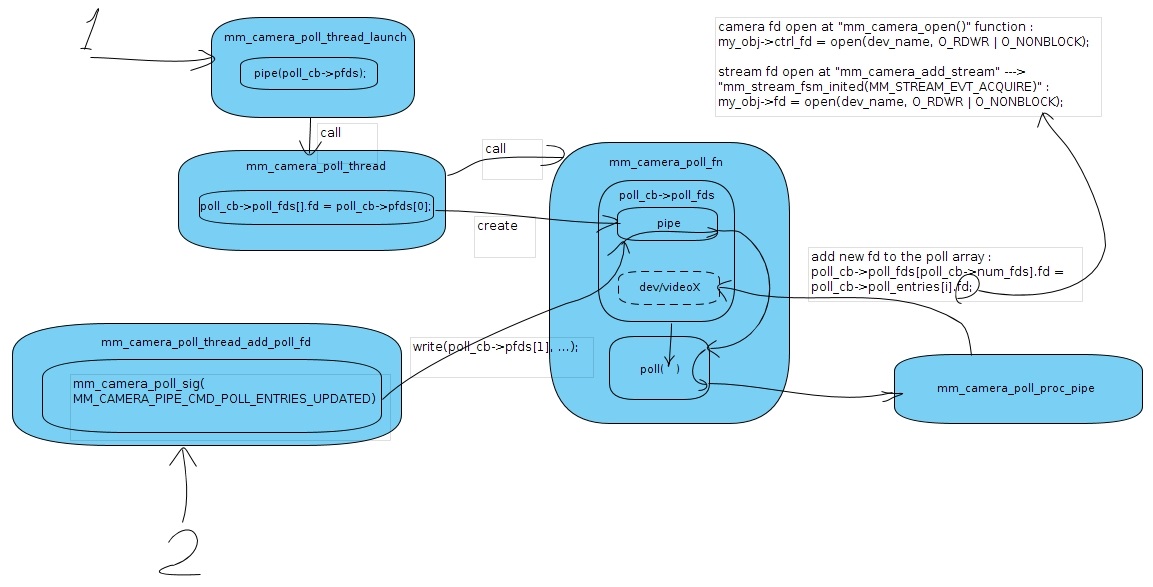 1
mm_camera_poll_thread_launch
pipe(poll_cb->pfds);
camera fd open at "mm_camera_open()" function :
my_obj->ctrl_fd = open(dev_name, O_RDWR | O_NONBLOCK);
stream fd open at "mm_camera_add_stream" --->
"mm_stream_fsm_inited(MM_STREAM_EVT_ACQUIRE)" :
my_obj->fd = open(dev_name, O_RDWR | O_NONBLOCK);
call
mm_camera_poll_thread
poll_cb->poll_fds[].fd = poll_cb->pfds[0];
call
create
mm_camera_poll_fn
poll_cb->poll_fds
pipe
dev/videoX
poll( )
add new fd to the poll array :
poll_cb->poll_fds[poll_cb->num_fds].fd =
poll_cb->poll_entries[i].fd;
mm_camera_poll_thread_add_poll_fd
mm_camera_poll_sig(
MM_CAMERA_PIPE_CMD_POLL_ENTRIES_UPDATED)
write(poll_cb->pfds[1], ...);
mm_camera_poll_proc_pipe
2